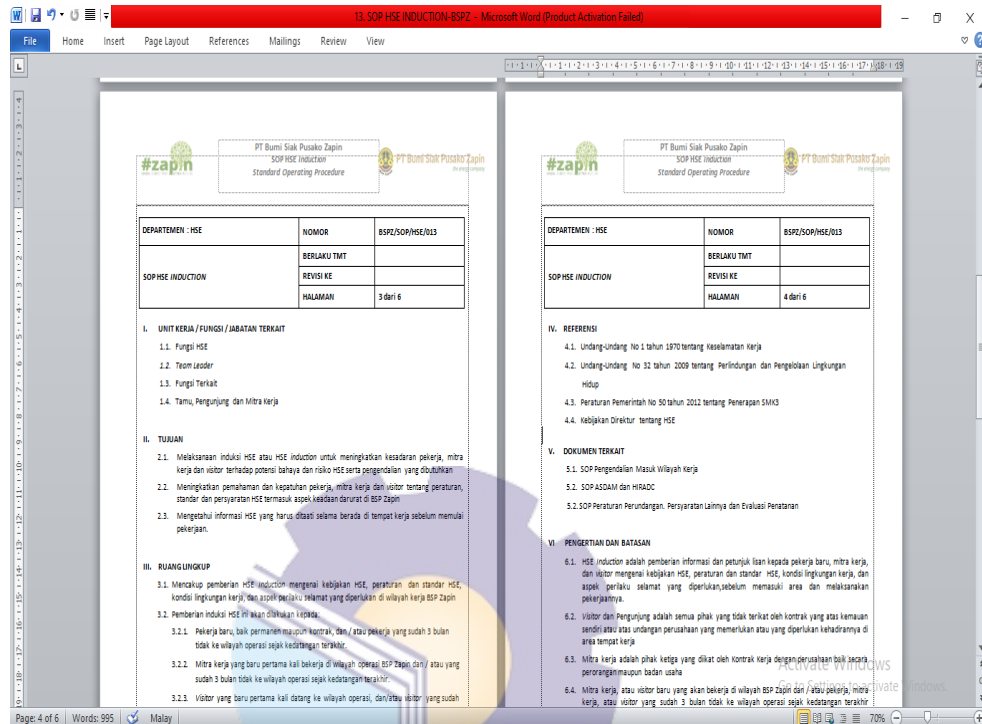 13. SOP HSE INDUCTION-BSPZ - Microsoft Word (Product Activation Failed)
File Home Insert Page Layout References Mailings Review View
#zapin
PT Bumi Siak Pusako Zapin
SOP HSE Induction
Standard Operating Procedure
PT Bumi Siak Pusako Zapin
the energy company
DEPARTEMEN : HSE
NOMOR
BSPZ/SOP/HSE/013
BERLAKU TMT
SOP HSE INDUCTION
REVISI KE
HALAMAN
3 dari 6
I. UNIT KERJA / FUNGSI / JABATAN TERKAIT
1.1. Fungsi HSE
1.2. Team Leader
1.3. Fungsi Terkait
1.4. Tamu, Pengunjung dan Mitra Kerja
II. TUJUAN
2.1. Melaksanaan induksi HSE atau HSE induction untuk meningkatkan kesadaran pekerja, mitra
kerja dan visitor terhadap potensi bahaya dan risiko HSE serta pengendalian yang dibutuhkan
2.2. Meningkatkan pemahaman dan kepatuhan pekerja, mitra kerja dan visitor tentang peraturan,
standar dan persyaratan HSE termasuk aspek keadaan darurat di BSP Zapin
2.3. Mengetahui informasi HSE yang harus ditaati selama berada di tempat kerja sebelum memulai
pekerjaan.
III. RUANG LINGKUP
3.1. Mencakup pemberian HSE induction mengenai kebijakan HSE, peraturan dan standar HSE,
kondisi lingkungan kerja, dan aspek perilaku selamat yang diperlukan di wilayah kerja BSP Zapin
3.2. Pemberian induksi HSE ini akan dilakukan kepada:
3.2.1. Pekerja baru, baik permanen maupun kontrak, dan / atau pekerja yang sudah 3 bulan
tidak ke wilayah operasi sejak kedatangan terakhir.
3.2.2. Mitra kerja yang baru pertama kali bekerja di wilayah operasi BSP Zapin dan / atau yang
sudah 3 bulan tidak ke wilayah operasi sejak kedatangan terakhir.
3.2.3. Visitor yang baru pertama kali datang ke wilayah operasi, dan/atau visitor yang sudah
#zapin
PT Bumi Siak Pusako Zapin
SOP HSE Induction
Standard Operating Procedure
PT Bumi Siak Pusako Zapin
the energy company
DEPARTEMEN : HSE
NOMOR
BSPZ/SOP/HSE/013
BERLAKU TMT
SOP HSE INDUCTION
REVISI KE
HALAMAN
4 dari 6
IV. REFERENSI
4.1. Undang-Undang No 1 tahun 1970 tentang Keselamatan Kerja
4.2. Undang-Undang No 32 tahun 2009 tentang Perlindungan dan Pengelolaan Lingkungan
Hidup
4.3. Peraturan Pemerintah No 50 tahun 2012 tentang Penerapan SMK3
4.4. Kebijakan Direktur tentang HSE
V. DOKUMEN TERKAIT
5.1. SOP Pengendalian Masuk Wilayah Kerja
5.2. SOP ASDAM dan HIRADC
5.2. SOP Peraturan Perundangan. Persyaratan Lainnya dan Evaluasi Penatanan
VI PENGERTIAN DAN BATASAN
6.1. HSE Induction adalah pemberian informasi dan petunjuk lisan kepada pekerja baru, mitra kerja,
dan visitor mengenai kebijakan HSE, peraturan dan standar HSE, kondisi lingkungan kerja, dan
aspek perilaku selamat yang diperlukan,sebelum memasuki area dan melaksanakan
pekerjaannya.
6.2. Visitor dan Pengunjung adalah semua pihak yang tidak terikat oleh kontrak yang atas kemauan
sendiri atau atas undangan perusahaan yang memerlukan atau yang diperlukan kehadirannya di
area tempat kerja
6.3. Mitra kerja adalah pihak ketiga yang diikat oleh Kontrak Kerja dengan perusahaan baik secara
perorangan maupun badan usaha
6.4. Mitra kerja, atau visitor baru yang akan bekerja di wilayah BSP Zapin dan / atau pekerja, mitra
kerja, atau visitor yang sudah 3 bulan tidak ke wilayah operasi sejak kedatangan terakhir
Activate Windows
Go to Settings to activate Windows.
Page: 4 of 6 Words: 995 Malay 70%